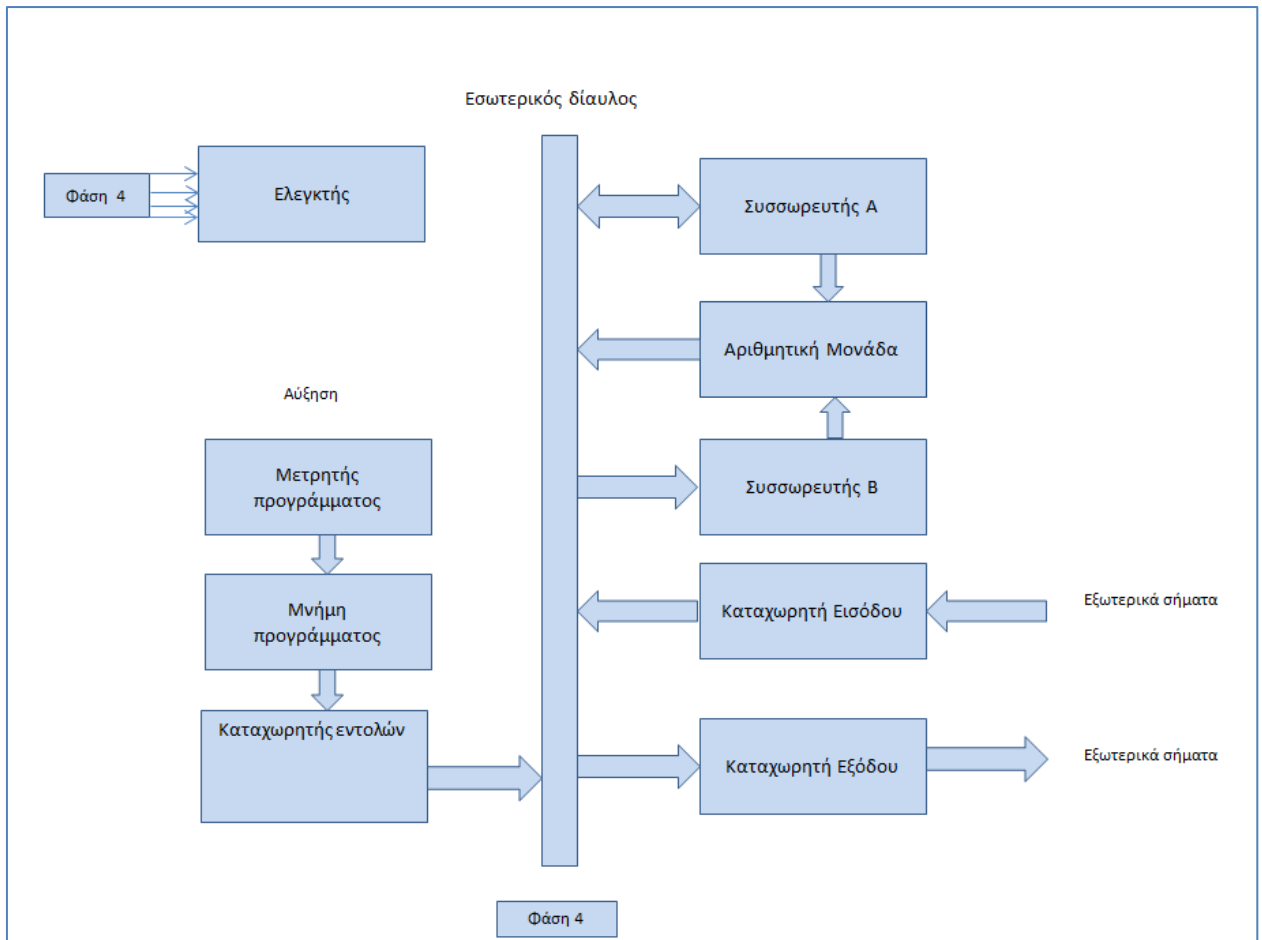 Εσωτερικός δίαυλος
Φάση 4
Ελεγκτής
Συσσωρευτής Α
Αριθμητική Μονάδα
Αύξηση
Μετρητής
προγράμματος
Συσσωρευτής Β
Μνήμη
προγράμματος
Καταχωρητή Εισόδου
Εξωτερικά σήματα
Καταχωρητής εντολών
Καταχωρητή Εξόδου
Εξωτερικά σήματα
Φάση 4